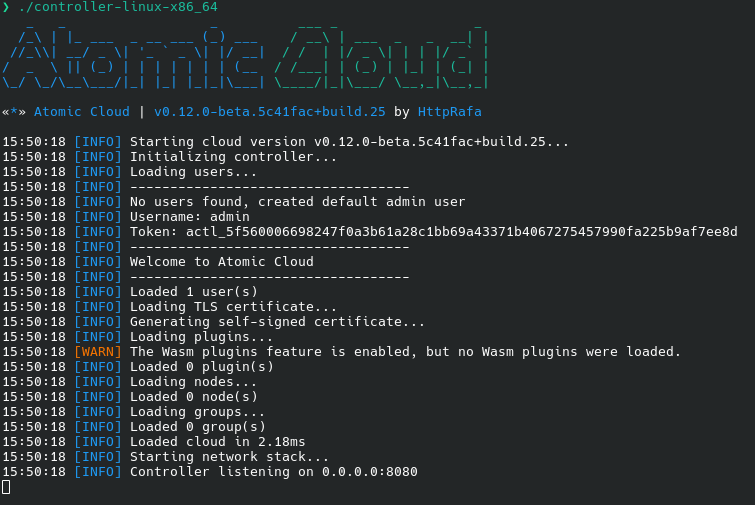 ❯ ./controller-linux-x86_64
Atomic Cloud
«*» Atomic Cloud | v0.12.0-beta.5c41fac+build.25 by HttpRafa
15:50:18 [INFO] Starting cloud version v0.12.0-beta.5c41fac+build.25...
15:50:18 [INFO] Initializing controller...
15:50:18 [INFO] Loading users...
15:50:18 [INFO] -----------------------------------
15:50:18 [INFO] No users found, created default admin user
15:50:18 [INFO] Username: admin
15:50:18 [INFO] Token: actl_5f560006698247f0a3b61a28c1bb69a43371b4067275457990fa225b9af7ee8d
15:50:18 [INFO] -----------------------------------
15:50:18 [INFO] Welcome to Atomic Cloud
15:50:18 [INFO] -----------------------------------
15:50:18 [INFO] Loaded 1 user(s)
15:50:18 [INFO] Loading TLS certificate...
15:50:18 [INFO] Generating self-signed certificate...
15:50:18 [INFO] Loading plugins...
15:50:18 [WARN] The Wasm plugins feature is enabled, but no Wasm plugins were loaded.
15:50:18 [INFO] Loaded 0 plugin(s)
15:50:18 [INFO] Loading nodes...
15:50:18 [INFO] Loaded 0 node(s)
15:50:18 [INFO] Loading groups...
15:50:18 [INFO] Loaded 0 group(s)
15:50:18 [INFO] Loaded cloud in 2.18ms
15:50:18 [INFO] Starting network stack...
15:50:18 [INFO] Controller listening on 0.0.0.0:8080